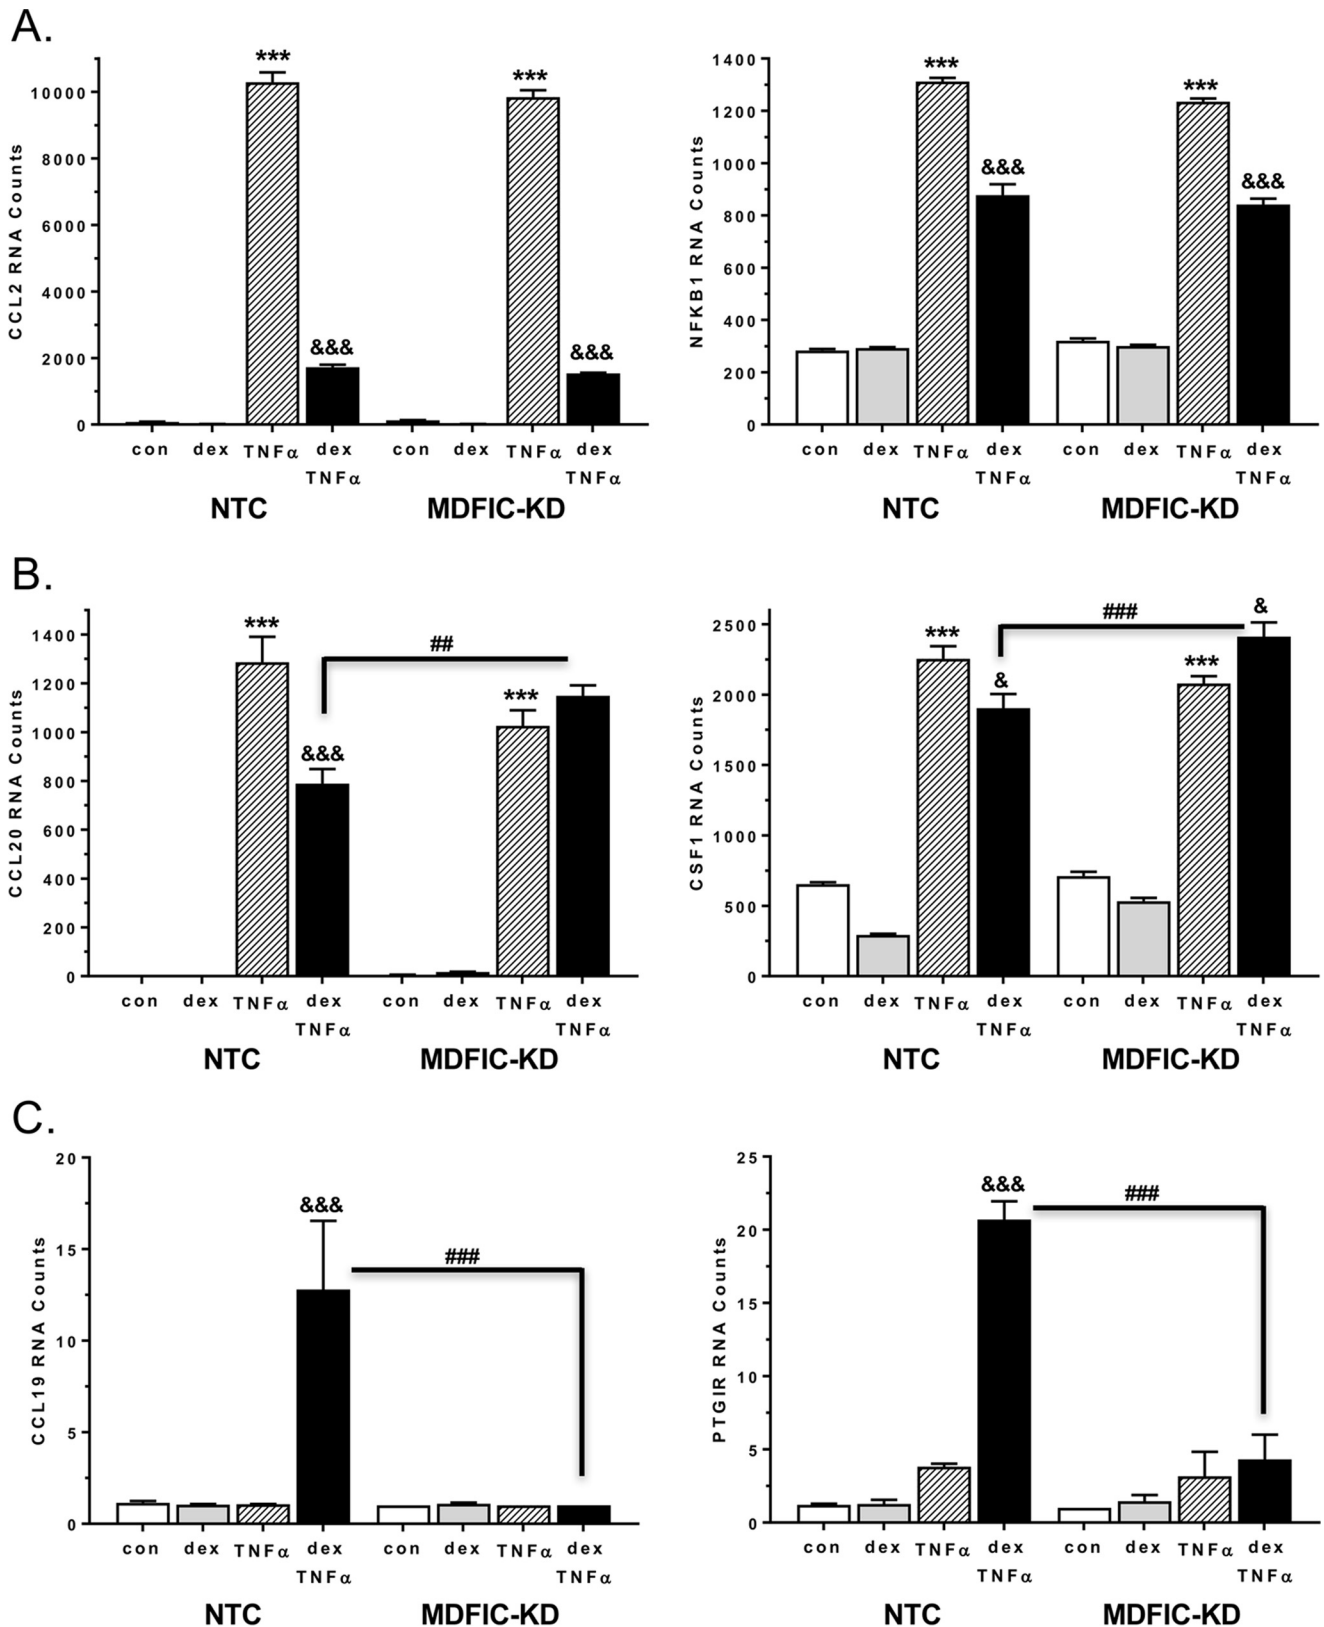 A.
CCL2 RNA Counts
10000
8000
6000
4000
2000
0
***
&&&
***
&&&
con dex TNFα dex con dex TNFα dex
TNFα TNFα
NTC MDFIC-KD
NFKB1 RNA Counts
1400
1200
1000
800
600
400
200
0
***
&&&
***
&&&
con dex TNFα dex con dex TNFα dex
TNFα TNFα
NTC MDFIC-KD
B.
CCL20 RNA Counts
1400
1200
1000
800
600
400
200
0
***
&&&
##
***
con dex TNFα dex con dex TNFα dex
TNFα TNFα
NTC MDFIC-KD
CSF1 RNA Counts
2500
2000
1500
1000
500
0
***
&
###
***
&
con dex TNFα dex con dex TNFα dex
TNFα TNFα
NTC MDFIC-KD
C.
CCL19 RNA Counts
20
15
10
5
0
&&&
###
con dex TNFα dex con dex TNFα dex
TNFα TNFα
NTC MDFIC-KD
PTGIR RNA Counts
25
20
15
10
5
0
&&&
###
con dex TNFα dex con dex TNFα dex
TNFα TNFα
NTC MDFIC-KD